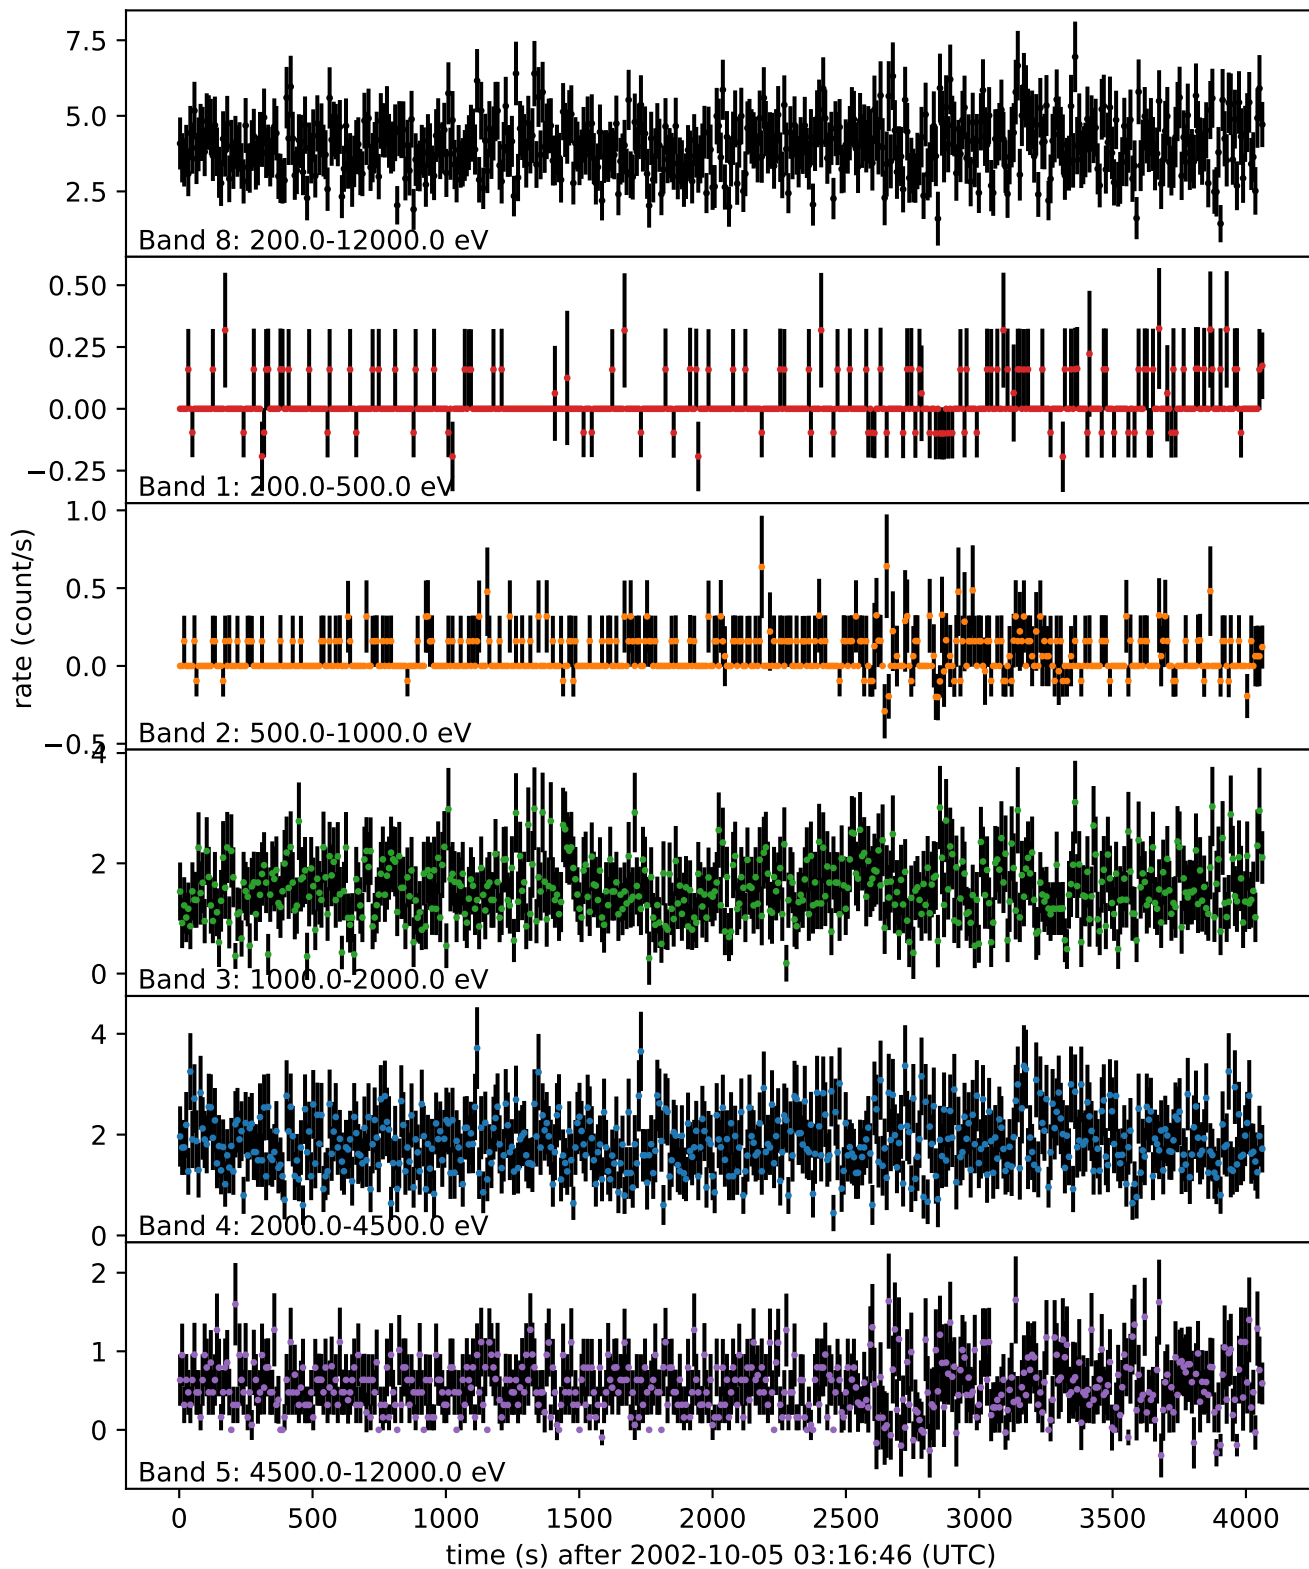 7.5
5.0
2.5
Band 8: 200.0-12000.0 eV
0.50
0.25
0.00
−0.25
Band 1: 200.0-500.0 eV
1.0
0.5
0.0
−0.5
Band 2: 500.0-1000.0 eV
rate (count/s)
4
2
0
Band 3: 1000.0-2000.0 eV
4
2
0
Band 4: 2000.0-4500.0 eV
2
1
0
Band 5: 4500.0-12000.0 eV
0 500 1000 1500 2000 2500 3000 3500 4000
time (s) after 2002-10-05 03:16:46 (UTC)